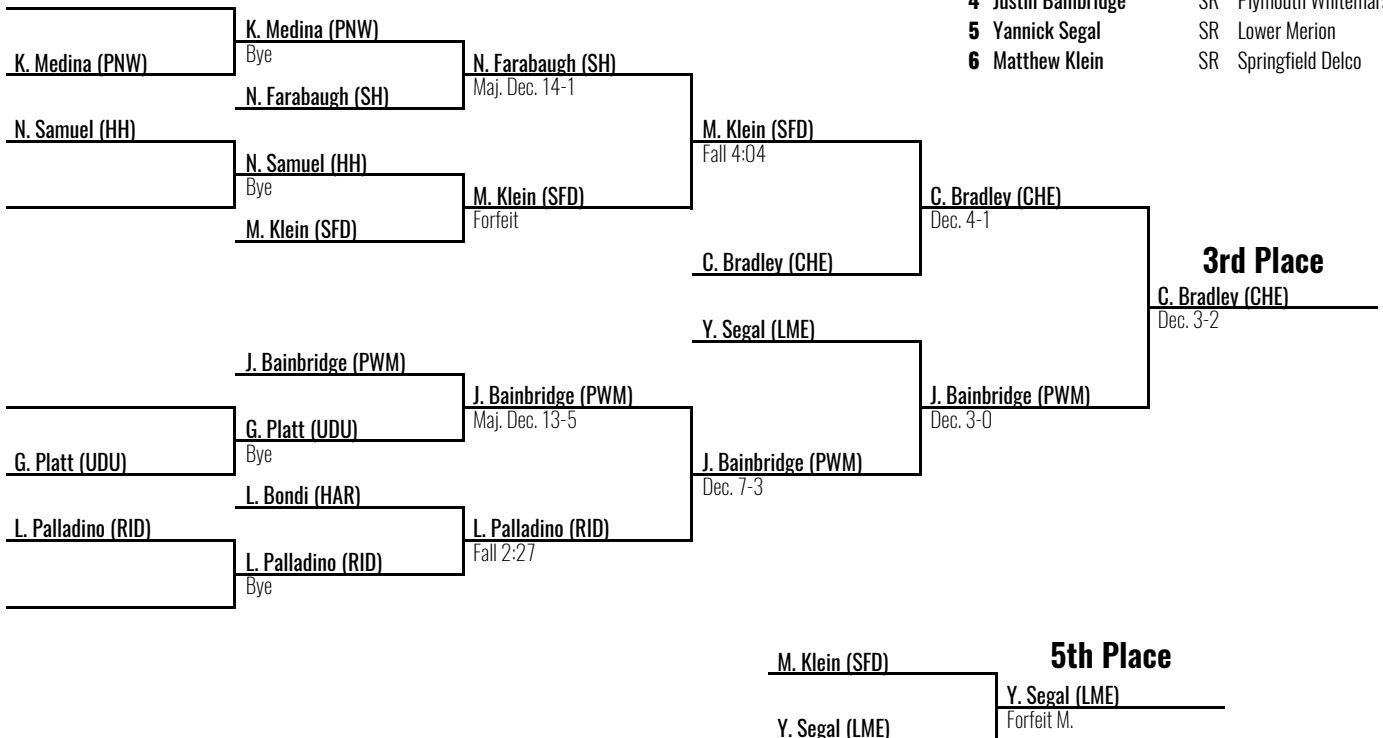 4 Justin Bainbridge SR Plymouth Whitemar
5 Yannick Segal SR Lower Merion
6 Matthew Klein SR Springfield Delco
K. Medina (PNW)
K. Medina (PNW)
Bye
N. Farabaugh (SH)
N. Farabaugh (SH)
Maj. Dec. 14-1
N. Samuel (HH)
N. Samuel (HH)
Bye
M. Klein (SFD)
M. Klein (SFD)
Forfeit
M. Klein (SFD)
Fall 4:04
C. Bradley (CHE)
C. Bradley (CHE)
Dec. 4-1
3rd Place
C. Bradley (CHE)
Dec. 3-2
Y. Segal (LME)
J. Bainbridge (PWM)
J. Bainbridge (PWM)
Maj. Dec. 13-5
J. Bainbridge (PWM)
Dec. 3-0
G. Platt (UDU)
Bye
G. Platt (UDU)
J. Bainbridge (PWM)
Dec. 7-3
L. Bondi (HAR)
L. Palladino (RID)
L. Palladino (RID)
Fall 2:27
L. Palladino (RID)
Bye
5th Place
M. Klein (SFD)
Y. Segal (LME)
Forfeit M.
Y. Segal (LME)